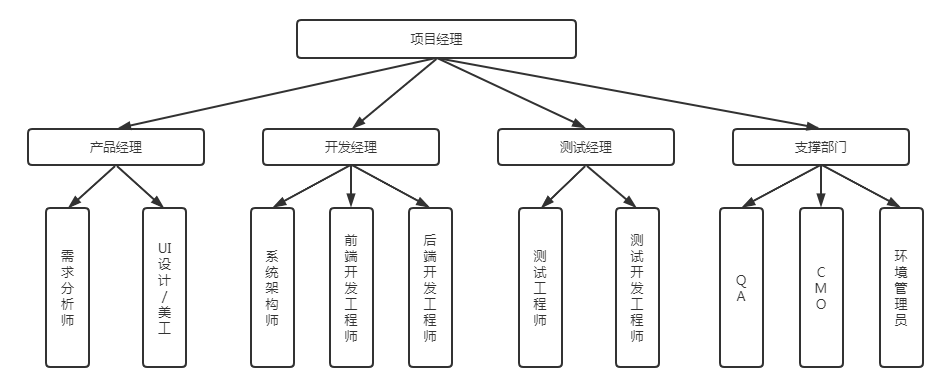 项目经理
产品经理
开发经理
测试经理
支撑部门
需求分析师
UI设计/美工
系统架构师
前端开发工程师
后端开发工程师
测试工程师
测试开发工程师
QA
CMO
环境管理员